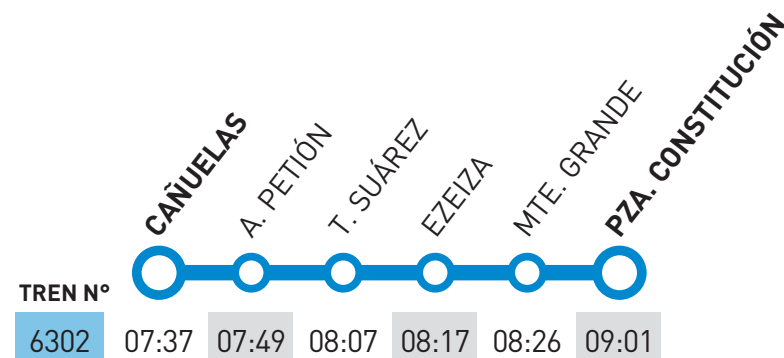 CAÑUELAS
A. PETIÓN
T. SUÁREZ
EZEIZA
MTE. GRANDE
PZA. CONSTITUCIÓN
TREN N°
6302 07:37 07:49 08:07 08:17 08:26 09:01